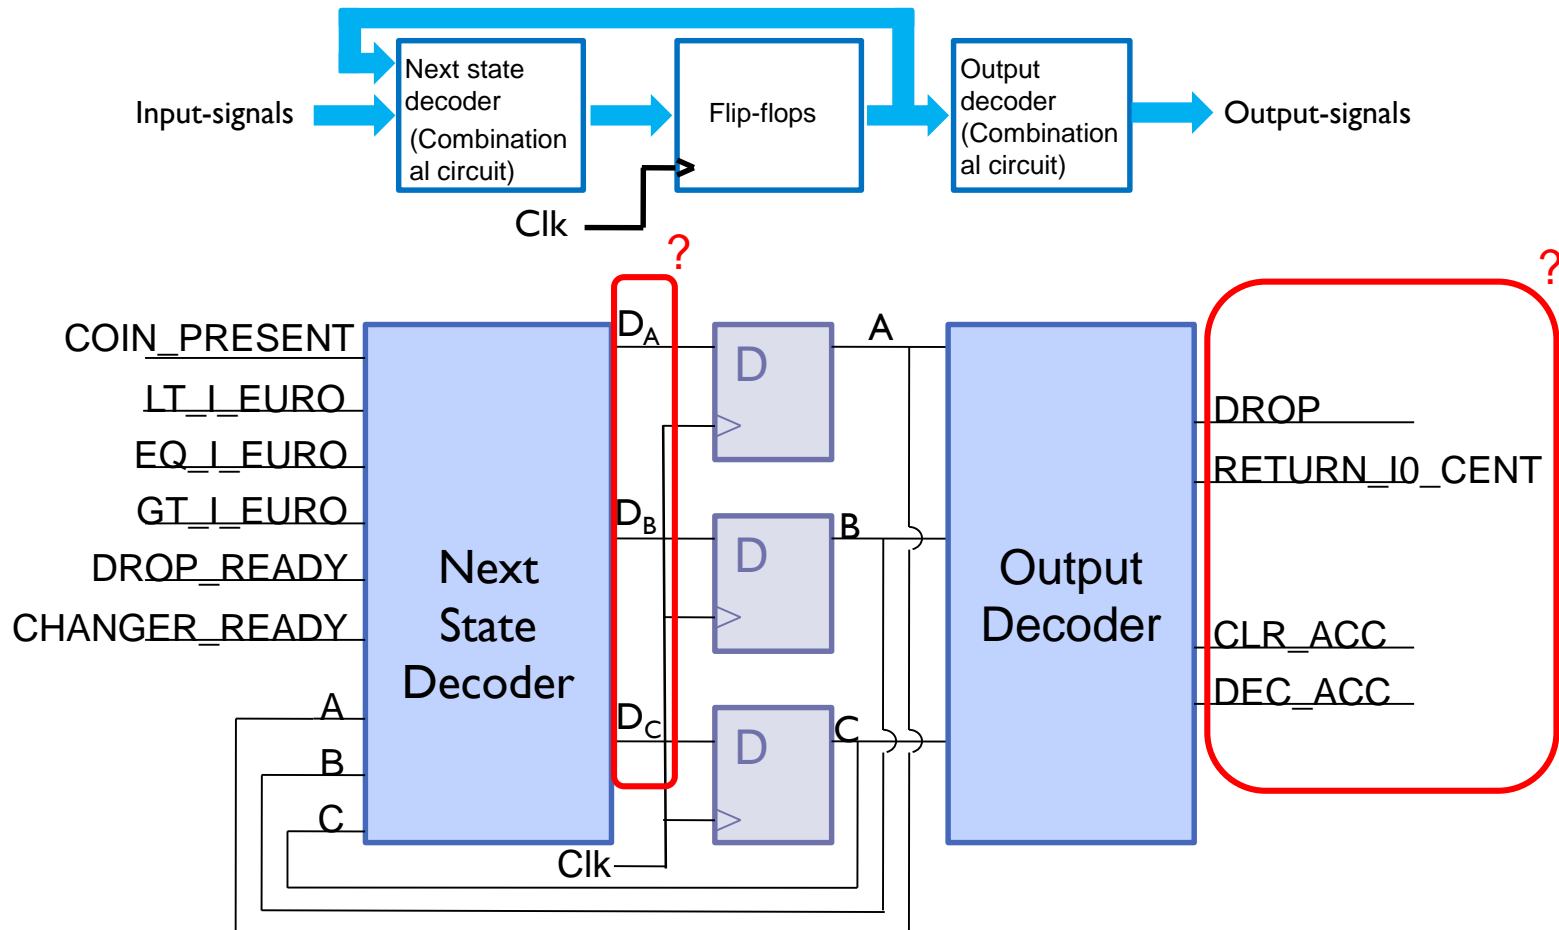 Input-signals
Next state
decoder
(Combination
al circuit)
Flip-flops
Output
decoder
(Combination
al circuit)
Output-signals
Clk
?
?
COIN_PRESENT
LT_I_EURO
EQ_I_EURO
GT_I_EURO
DROP_READY
CHANGER_READY
A
B
C
Next
State
Decoder
DA
DB
DC
D
D
D
Clk
A
B
C
Output
Decoder
DROP
RETURN_I0_CENT
CLR_ACC
DEC_ACC